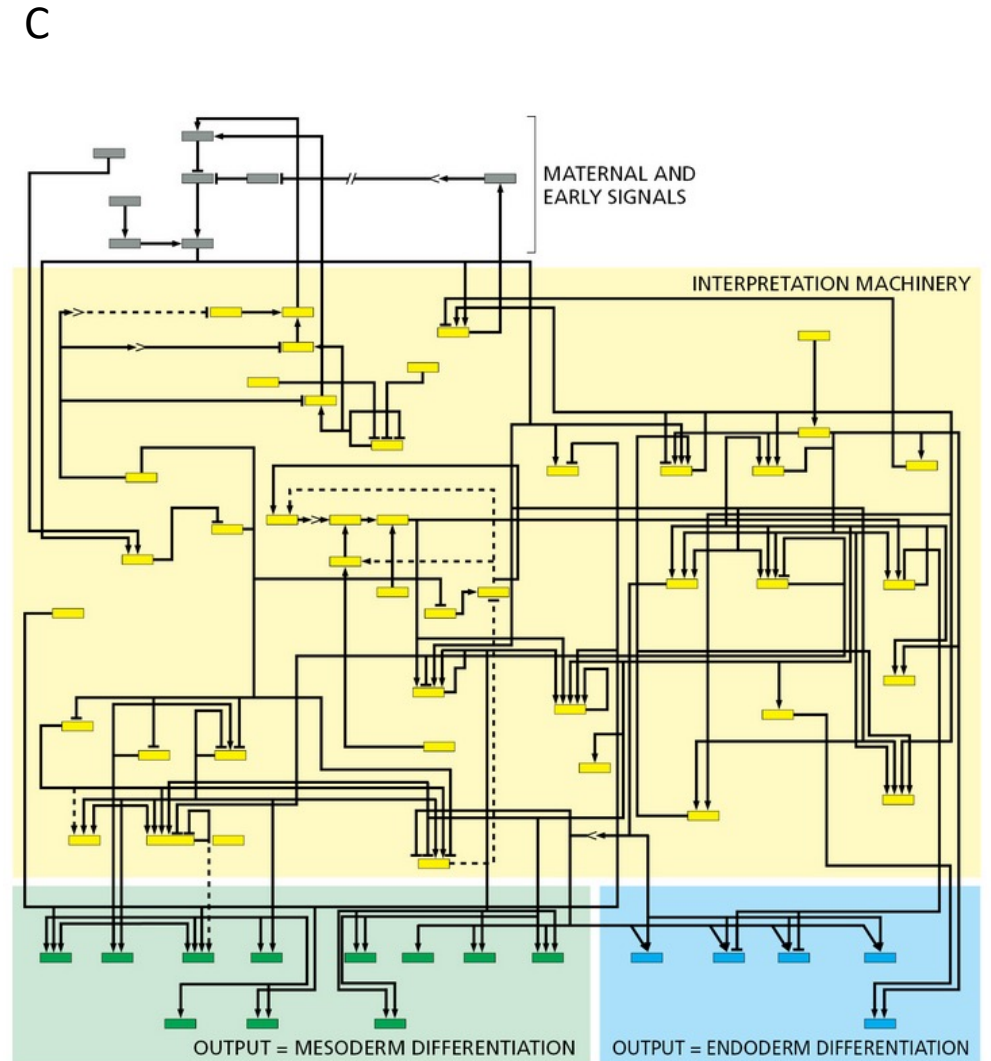 C
MATERNAL AND
EARLY SIGNALS
INTERPRETATION MACHINERY
OUTPUT = MESODERM DIFFERENTIATION
OUTPUT = ENDODERM DIFFERENTIATION